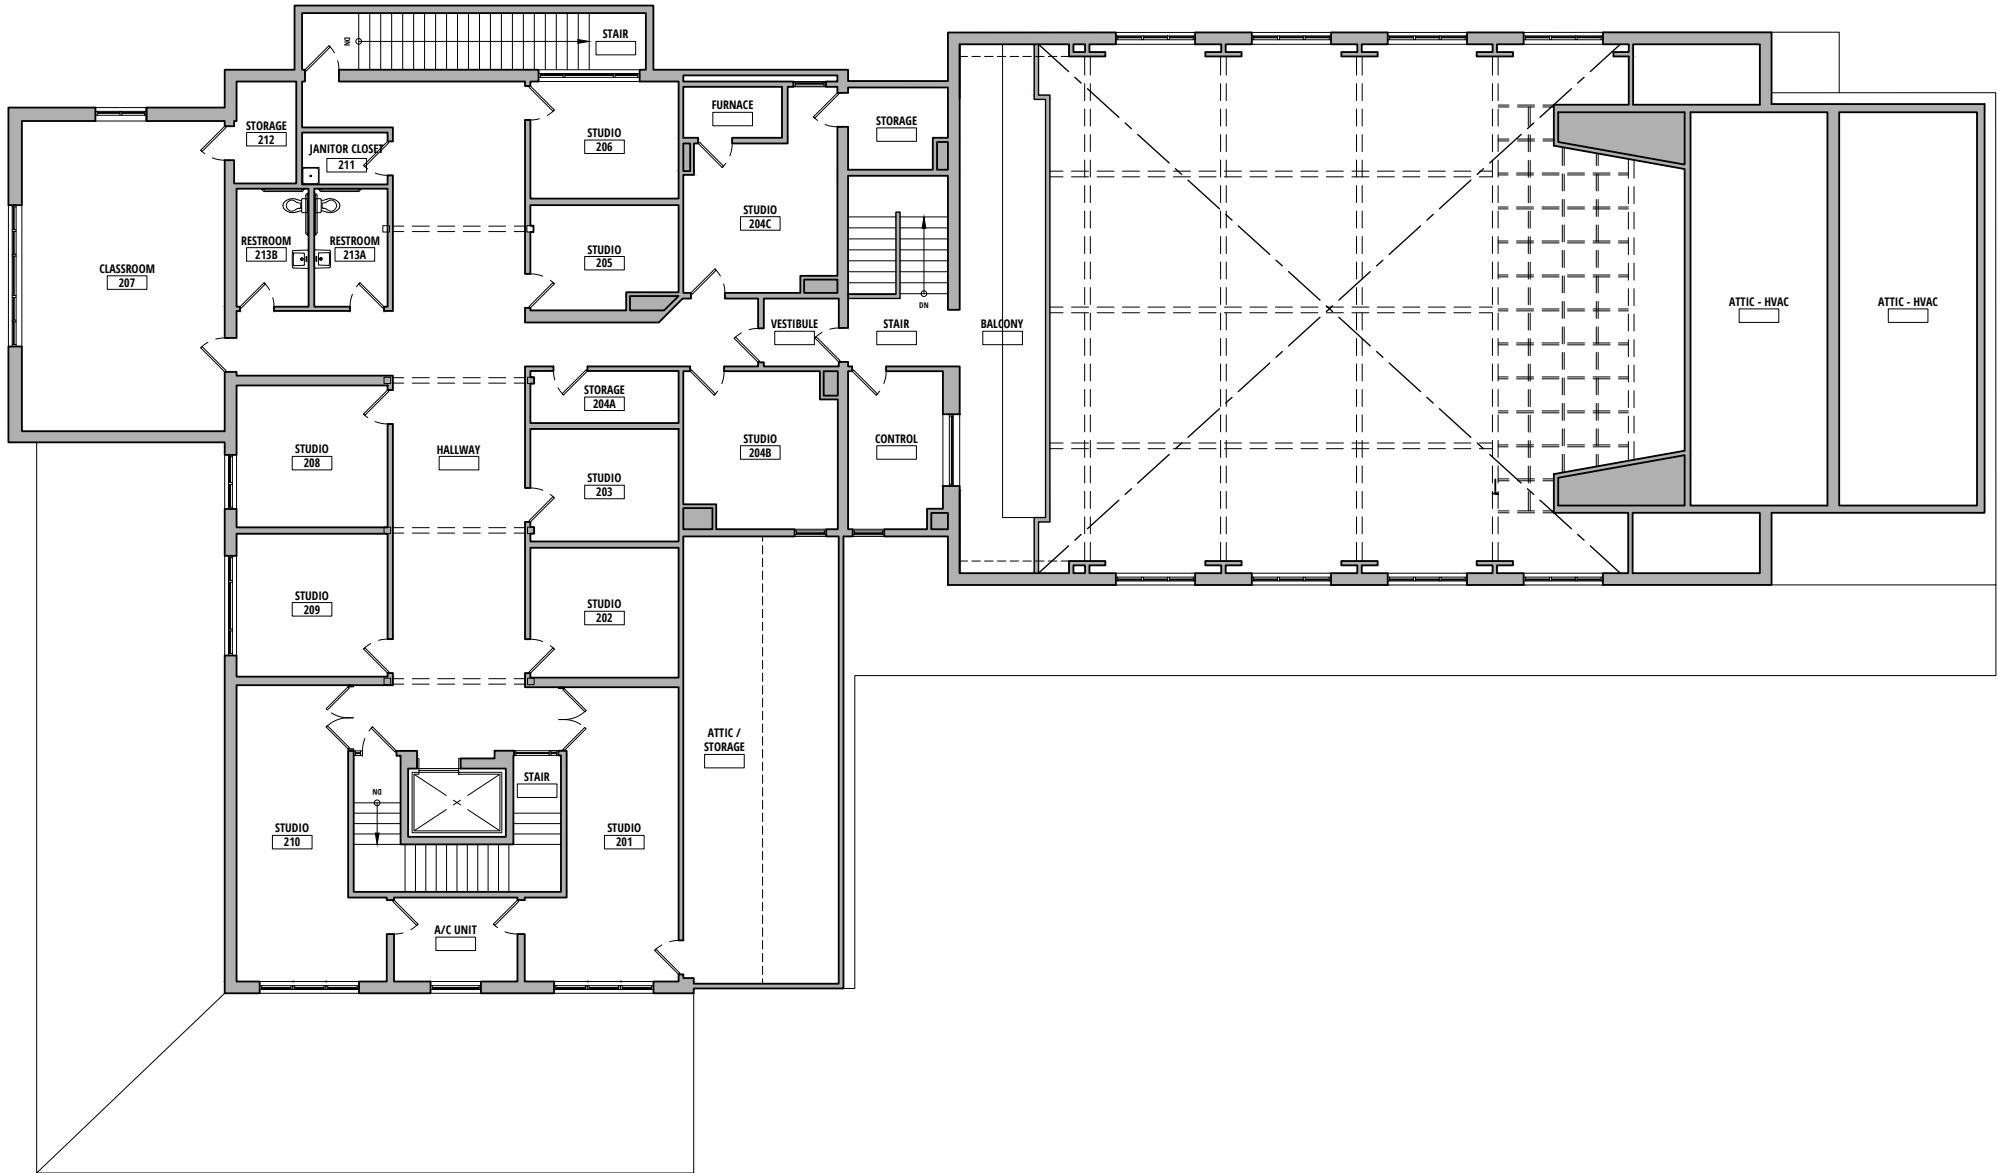 STAIR
DN
FURNACE
STORAGE
212
STORAGE
STUDIO
206
JANITOR CLOSET
211
STUDIO
204C
RESTROOM
213B
RESTROOM
213A
STUDIO
205
CLASSROOM
207
DN
VESTIBULE
STAIR
BALCONY
ATTIC - HVAC
ATTIC - HVAC
STORAGE
204A
STUDIO
208
HALLWAY
STUDIO
204B
CONTROL
STUDIO
203
STUDIO
209
STUDIO
202
ATTIC /
STORAGE
STAIR
DN
STUDIO
210
STUDIO
201
A/C UNIT